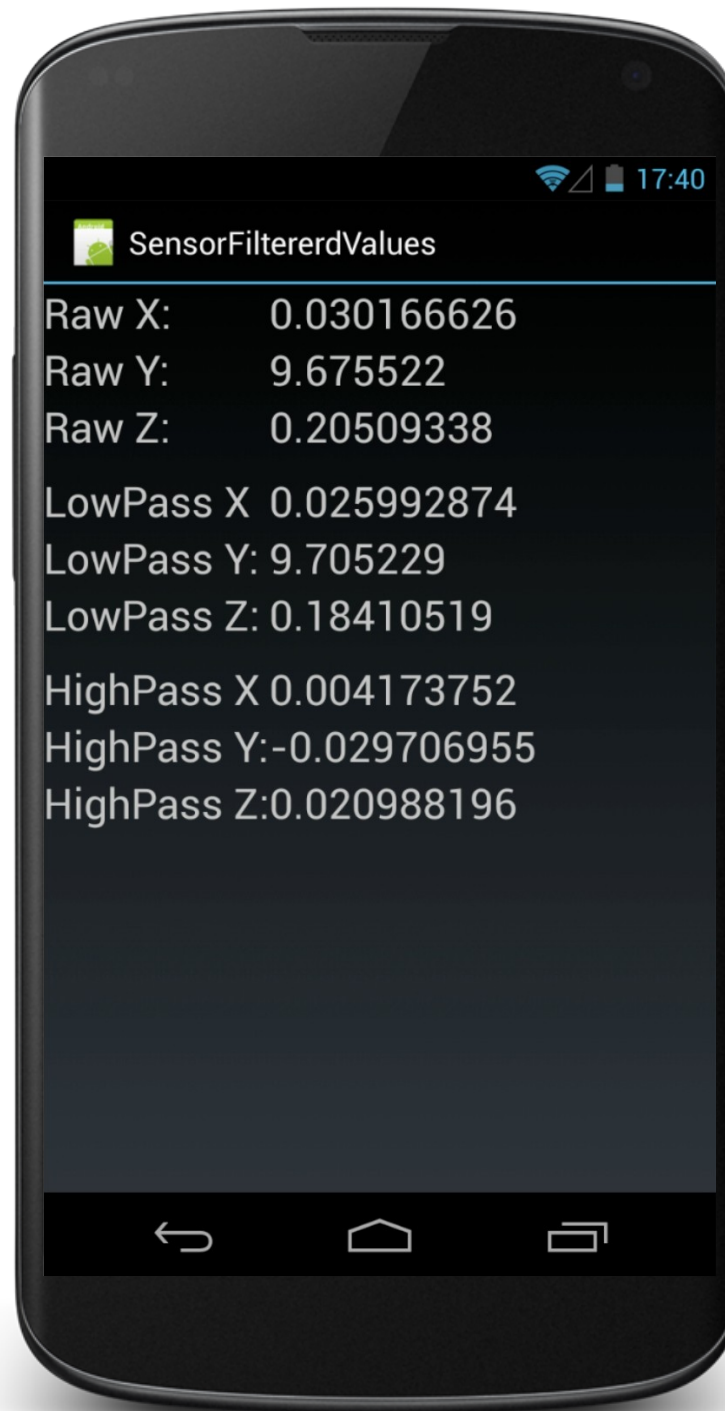 17:40
SensorFiltererdValues
Raw X: 0.030166626
Raw Y: 9.675522
Raw Z: 0.20509338
LowPass X 0.025992874
LowPass Y: 9.705229
LowPass Z: 0.18410519
HighPass X 0.004173752
HighPass Y:-0.029706955
HighPass Z:0.020988196